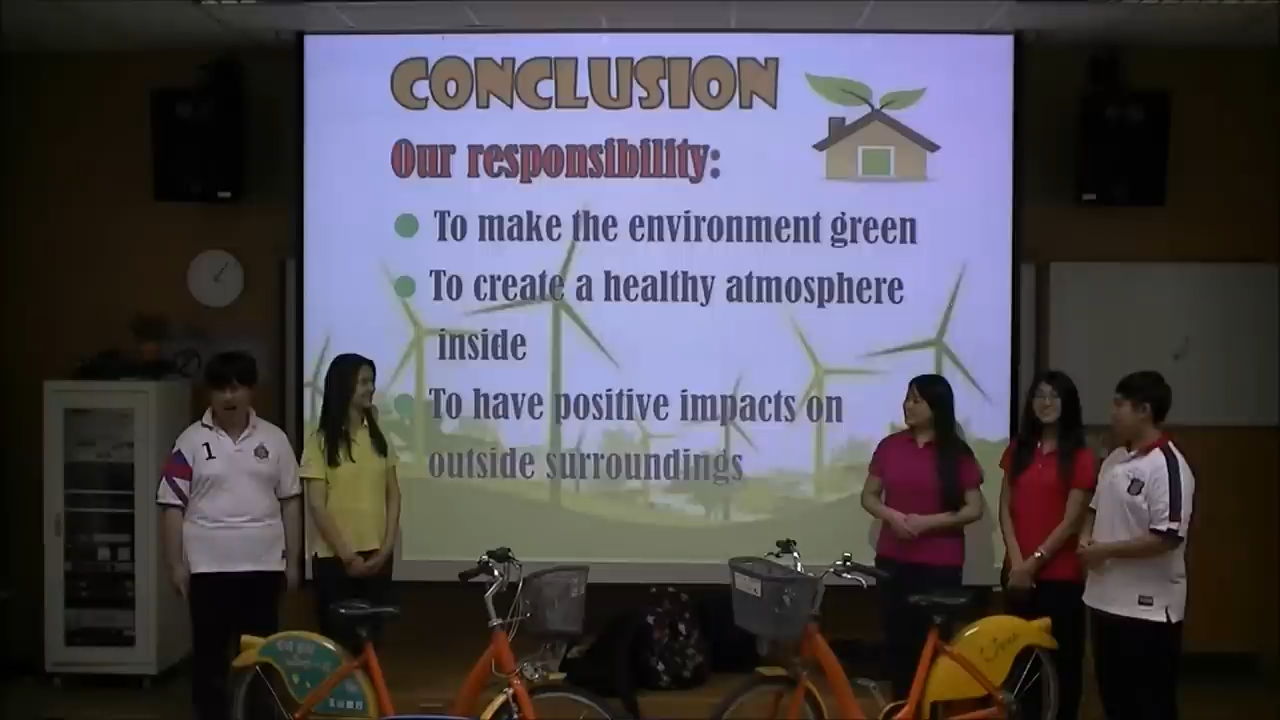 CONCLUSION
Our responsibility:
To make the environment green
To create a healthy atmosphere
inside
To have positive impacts on
outside surroundings
1